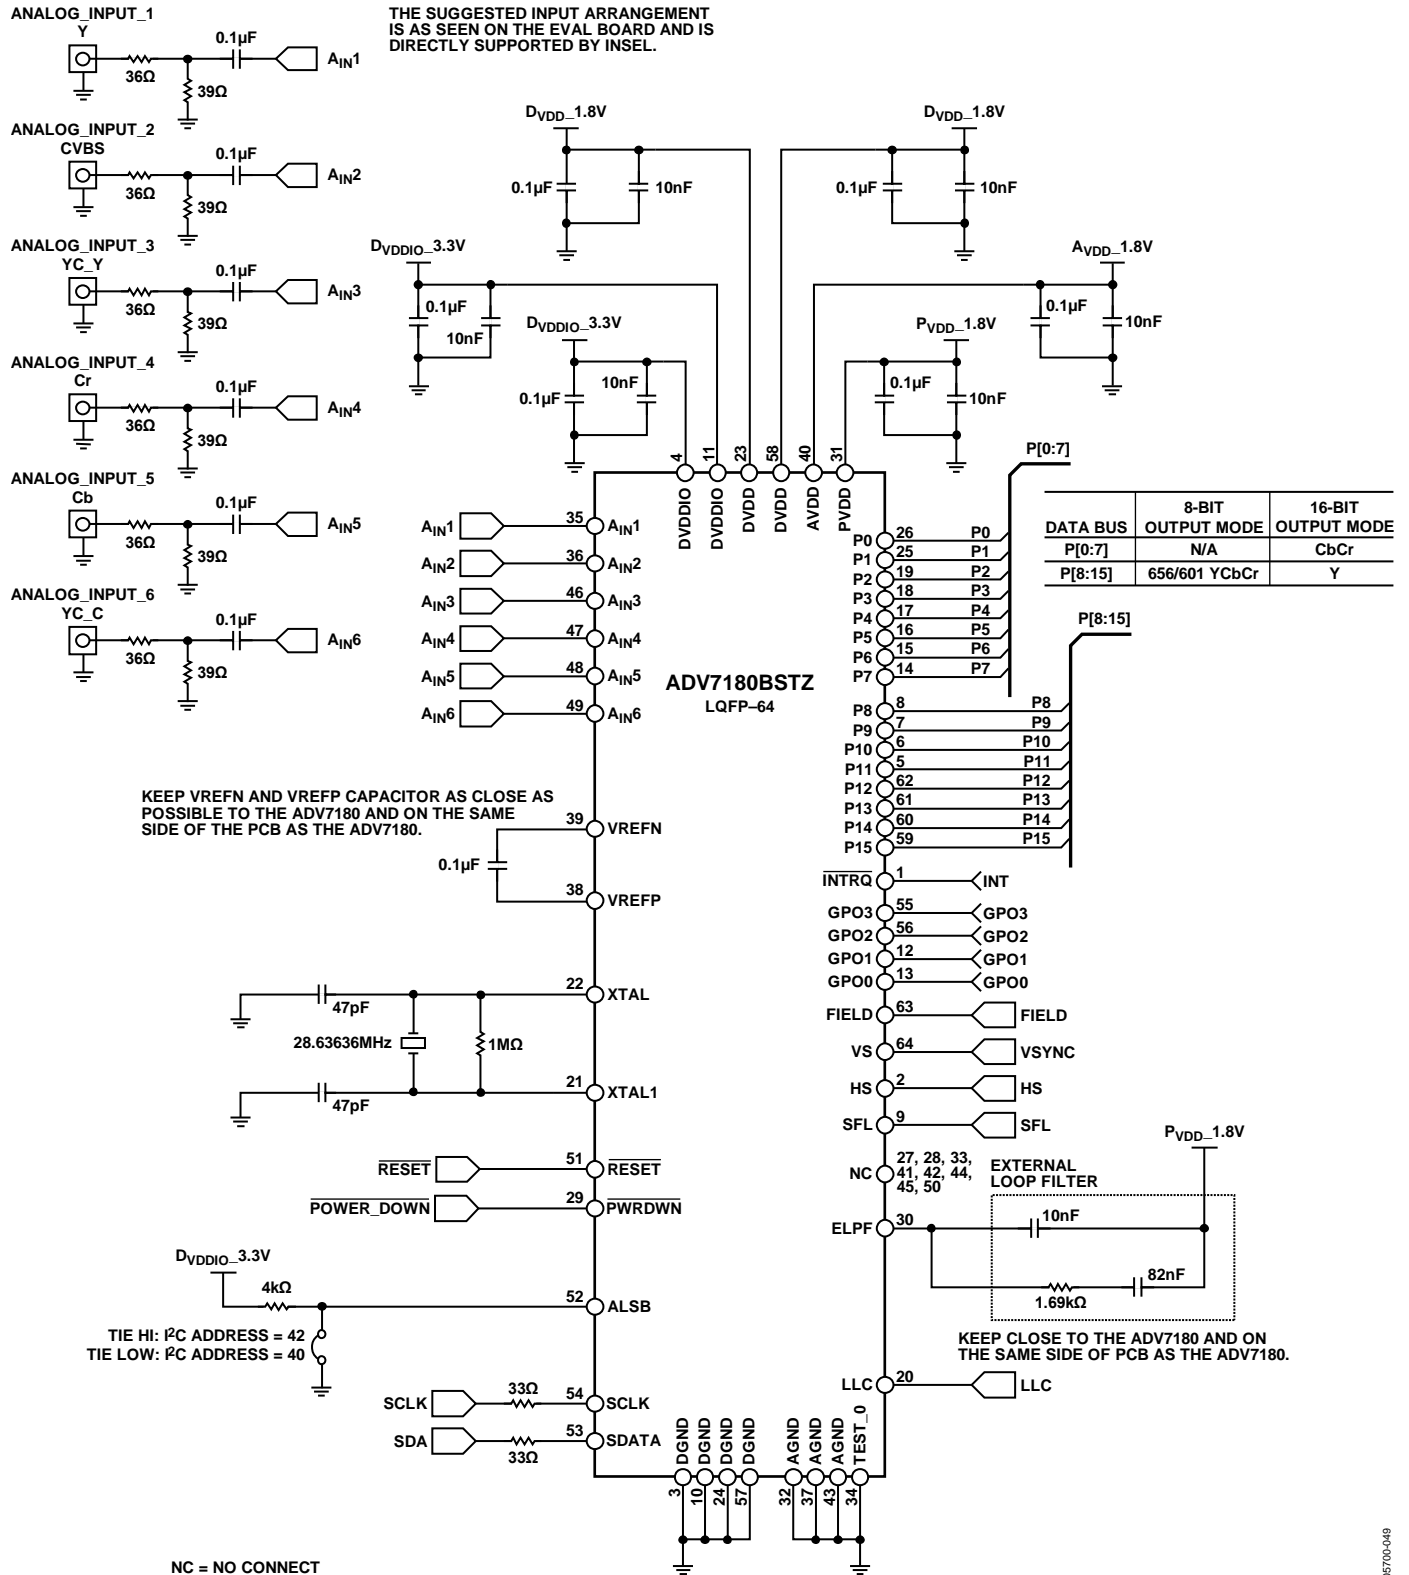 ANALOG_INPUT_1
Y
0.1µF
36Ω
39Ω
AIN1
THE SUGGESTED INPUT ARRANGEMENT
IS AS SEEN ON THE EVAL BOARD AND IS
DIRECTLY SUPPORTED BY INSEL.
ANALOG_INPUT_2
CVBS
0.1µF
36Ω
39Ω
AIN2
ANALOG_INPUT_3
YC_Y
0.1µF
36Ω
39Ω
AIN3
ANALOG_INPUT_4
Cr
0.1µF
36Ω
39Ω
AIN4
ANALOG_INPUT_5
Cb
0.1µF
36Ω
39Ω
AIN5
ANALOG_INPUT_6
YC_C
0.1µF
36Ω
39Ω
AIN6
DVDD_1.8V
0.1µF
10nF
DVDD_1.8V
0.1µF
10nF
DVDDIO_3.3V
0.1µF
10nF
DVDDIO_3.3V
0.1µF
10nF
AVDD_1.8V
0.1µF
10nF
PVDD_1.8V
0.1µF
10nF
4
11
23
58
40
31
DVDDIO
DVDDIO
DVDD
DVDD
AVDD
PVDD
P[0:7]
DATA BUS 8-BIT OUTPUT MODE 16-BIT OUTPUT MODE
P[0:7] N/A CbCr
P[8:15] 656/601 YCbCr Y
P[8:15]
AIN1 35 AIN1
AIN2 36 AIN2
AIN3 46 AIN3
AIN4 47 AIN4
AIN5 48 AIN5
AIN6 49 AIN6
ADV7180BSTZ
LQFP–64
P0 26 P0
P1 25 P1
P2 19 P2
P3 18 P3
P4 17 P4
P5 16 P5
P6 15 P6
P7 14 P7
P8 8 P8
P9 7 P9
P10 6 P10
P11 5 P11
P12 62 P12
P13 61 P13
P14 60 P14
P15 59 P15
KEEP VREFN AND VREFP CAPACITOR AS CLOSE AS
POSSIBLE TO THE ADV7180 AND ON THE SAME
SIDE OF THE PCB AS THE ADV7180.
39 VREFN
0.1µF
38 VREFP
INTRQ 1 INT
GPO3 55 GPO3
GPO2 56 GPO2
GPO1 12 GPO1
GPO0 13 GPO0
FIELD 63 FIELD
VS 64 VSYNC
HS 2 HS
SFL 9 SFL
22 XTAL
47pF
28.63636MHz
1MΩ
21 XTAL1
47pF
RESET 51 RESET
POWER_DOWN 29 PWRDWN
NC 27, 28, 33,
41, 42, 44,
45, 50
EXTERNAL
LOOP FILTER
PVDD_1.8V
ELPF 30
10nF
82nF
1.69kΩ
KEEP CLOSE TO THE ADV7180 AND ON
THE SAME SIDE OF PCB AS THE ADV7180.
DVDDIO_3.3V
4kΩ
52 ALSB
TIE HI: I2C ADDRESS = 42
TIE LOW: I2C ADDRESS = 40
LLC 20 LLC
SCLK 33Ω 54 SCLK
SDA 33Ω 53 SDATA
DGND
DGND
DGND
DGND
AGND
AGND
AGND
TEST_0
3
10
24
57
32
37
43
34
NC = NO CONNECT
05700-049